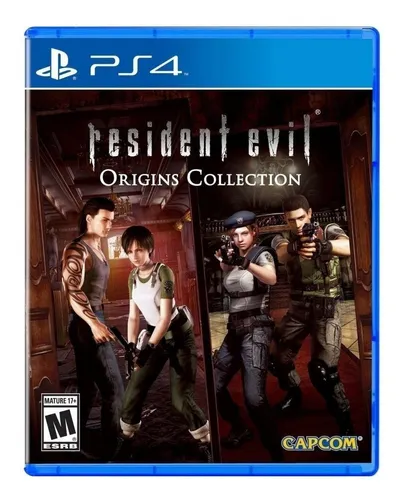 PS4
resident evil®
ORIGINS COLLECTION
MATURE 17+
M
ESRB
CAPCOM